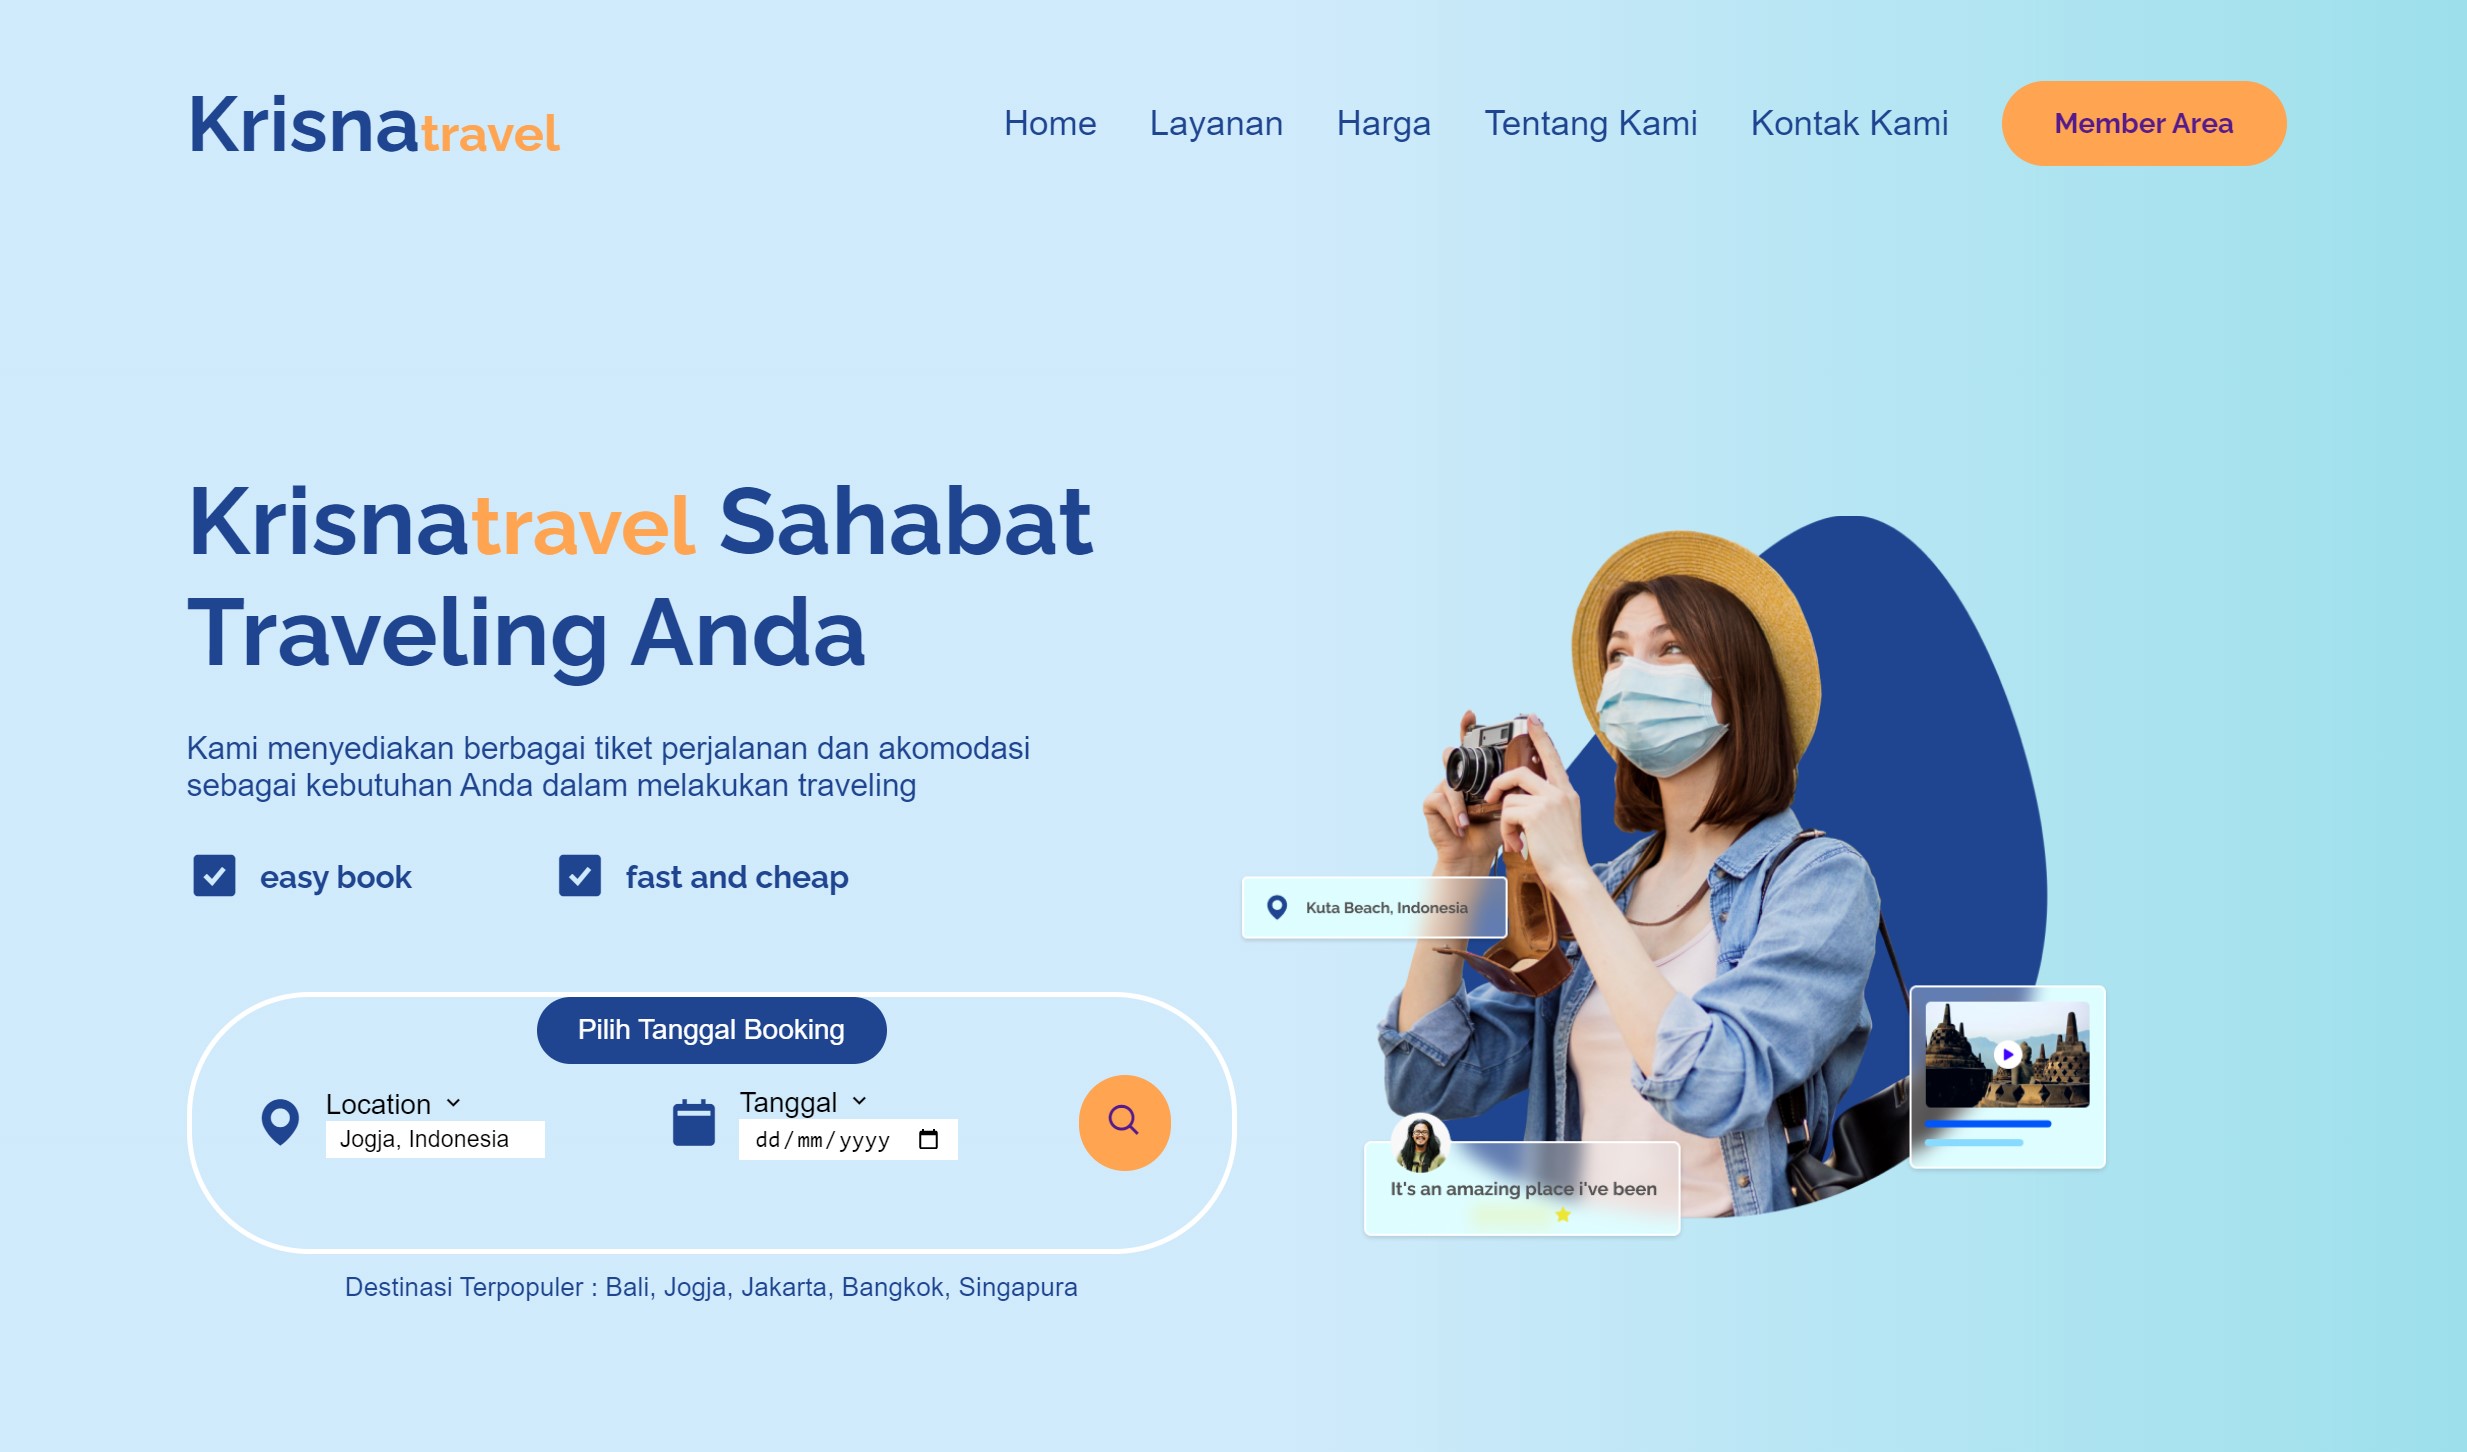 Krisnatravel
Home Layanan Harga Tentang Kami Kontak Kami Member Area
Krisnatravel Sahabat
Traveling Anda
Kami menyediakan berbagai tiket perjalanan dan akomodasi
sebagai kebutuhan Anda dalam melakukan traveling
easy book fast and cheap
Pilih Tanggal Booking
Location
Jogja, Indonesia
Tanggal
dd/mm/yyyy
Destinasi Terpopuler : Bali, Jogja, Jakarta, Bangkok, Singapura
Kuta Beach, Indonesia
It's an amazing place i've been